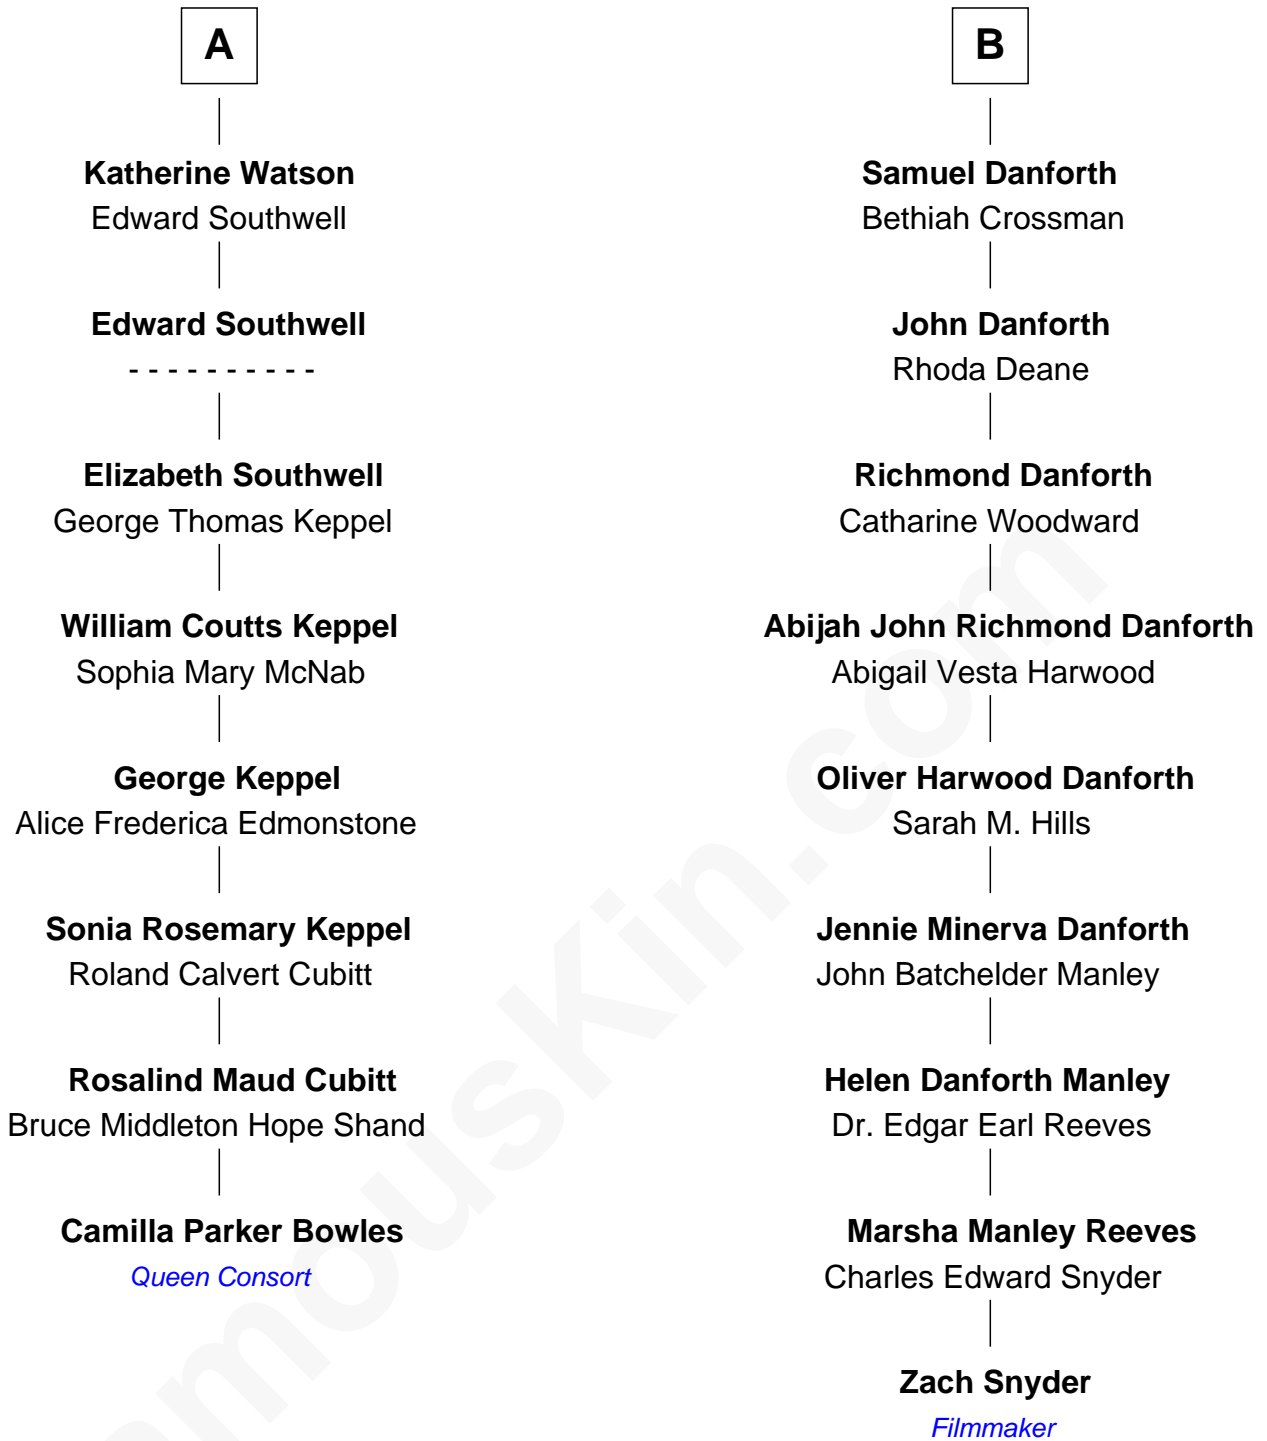 A
Katherine Watson
Edward Southwell
Edward Southwell
- - - - - - - - - -
Elizabeth Southwell
George Thomas Keppel
William Coutts Keppel
Sophia Mary McNab
George Keppel
Alice Frederica Edmonstone
Sonia Rosemary Keppel
Roland Calvert Cubitt
Rosalind Maud Cubitt
Bruce Middleton Hope Shand
Camilla Parker Bowles
Queen Consort
B
Samuel Danforth
Bethiah Crossman
John Danforth
Rhoda Deane
Richmond Danforth
Catharine Woodward
Abijah John Richmond Danforth
Abigail Vesta Harwood
Oliver Harwood Danforth
Sarah M. Hills
Jennie Minerva Danforth
John Batchelder Manley
Helen Danforth Manley
Dr. Edgar Earl Reeves
Marsha Manley Reeves
Charles Edward Snyder
Zach Snyder
Filmmaker
amousKin.com